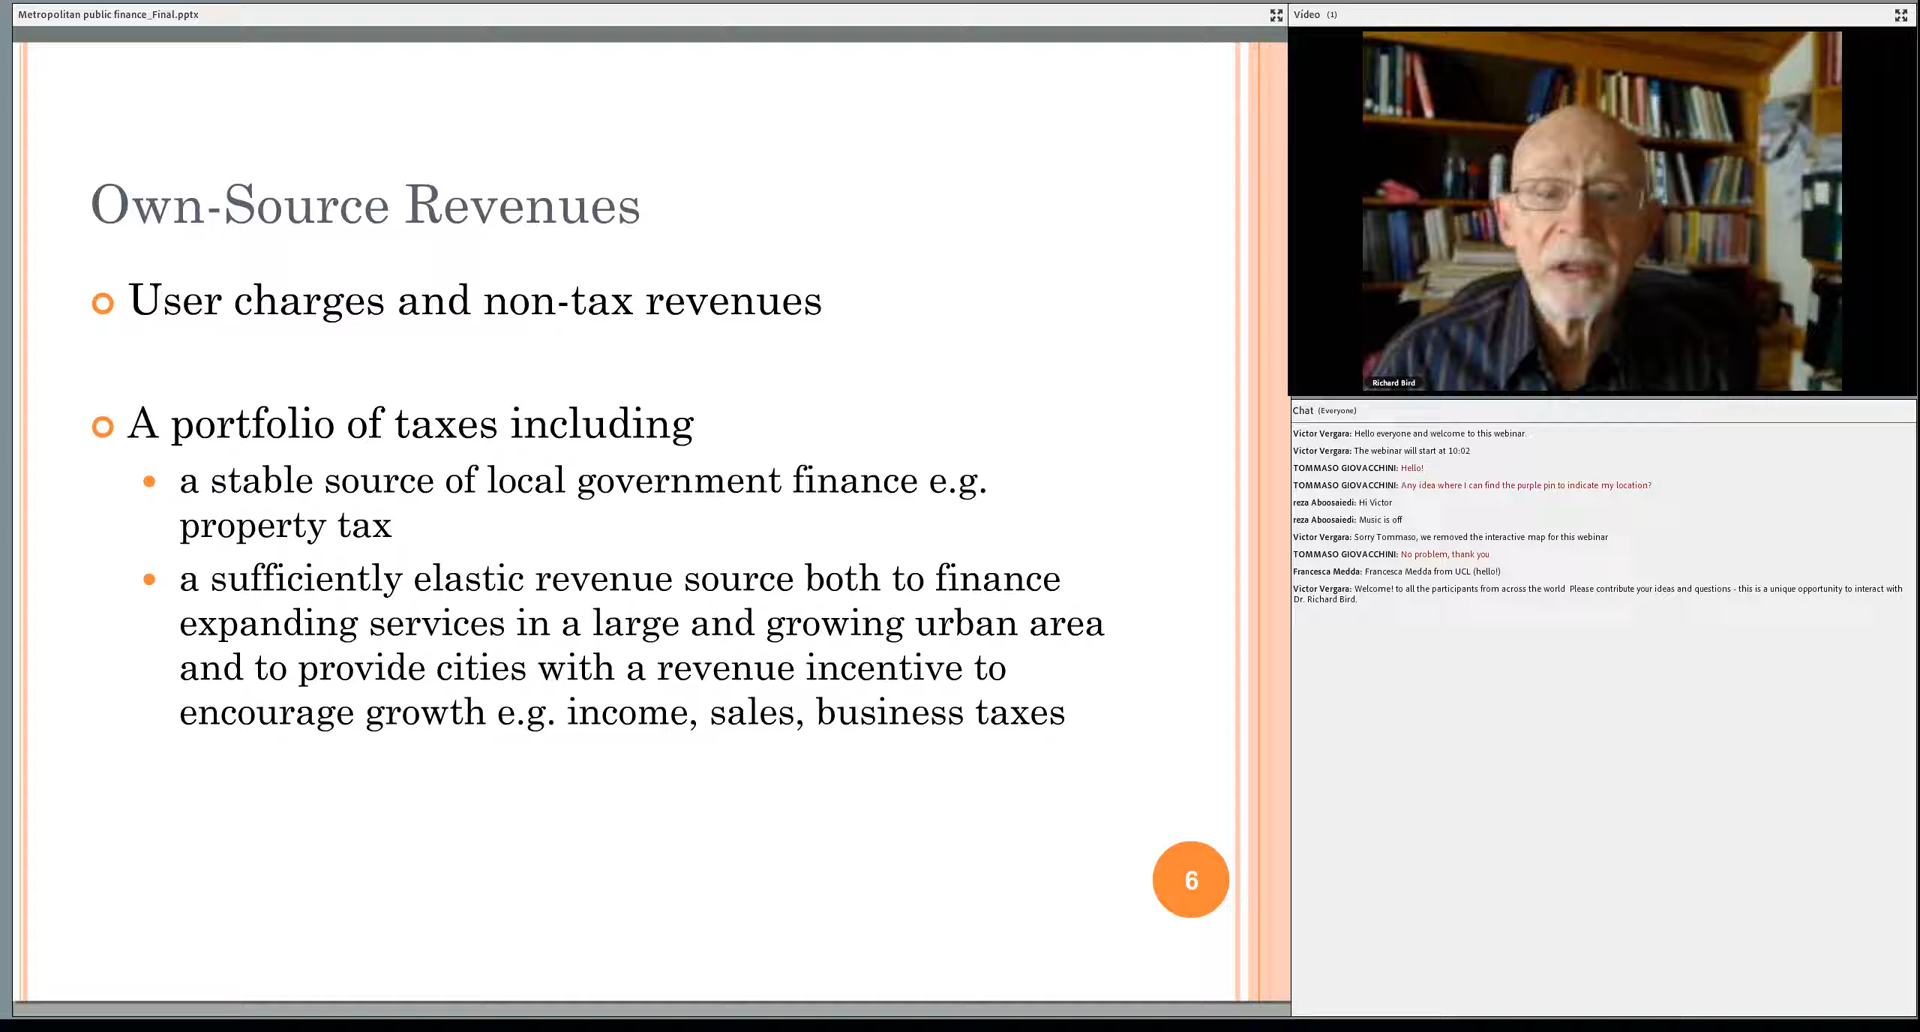 Metropolitan public finance_Final.pptx
Own-Source Revenues
User charges and non-tax revenues
A portfolio of taxes including
a stable source of local government finance e.g.
property tax
a sufficiently elastic revenue source both to finance
expanding services in a large and growing urban area
and to provide cities with a revenue incentive to
encourage growth e.g. income, sales, business taxes
6
Vídeo (1)
Richard Bird
Chat (Everyone)
Victor Vergara: Hello everyone and welcome to this webinar.
Victor Vergara: The webinar will start at 10:02
TOMMASO GIOVACCHINI: Hello!
TOMMASO GIOVACCHINI: Any idea where I can find the purple pin to indicate my location?
reza Aboosaiedi: Hi Victor
reza Aboosaiedi: Music is off
Victor Vergara: Sorry Tommaso, we removed the interactive map for this webinar
TOMMASO GIOVACCHINI: No problem, thank you
Francesca Medda: Francesca Medda from UCL (hello!)
Victor Vergara: Welcome! to all the participants from across the world  Please contribute your ideas and questions - this is a unique opportunity to interact with
Dr. Richard Bird.